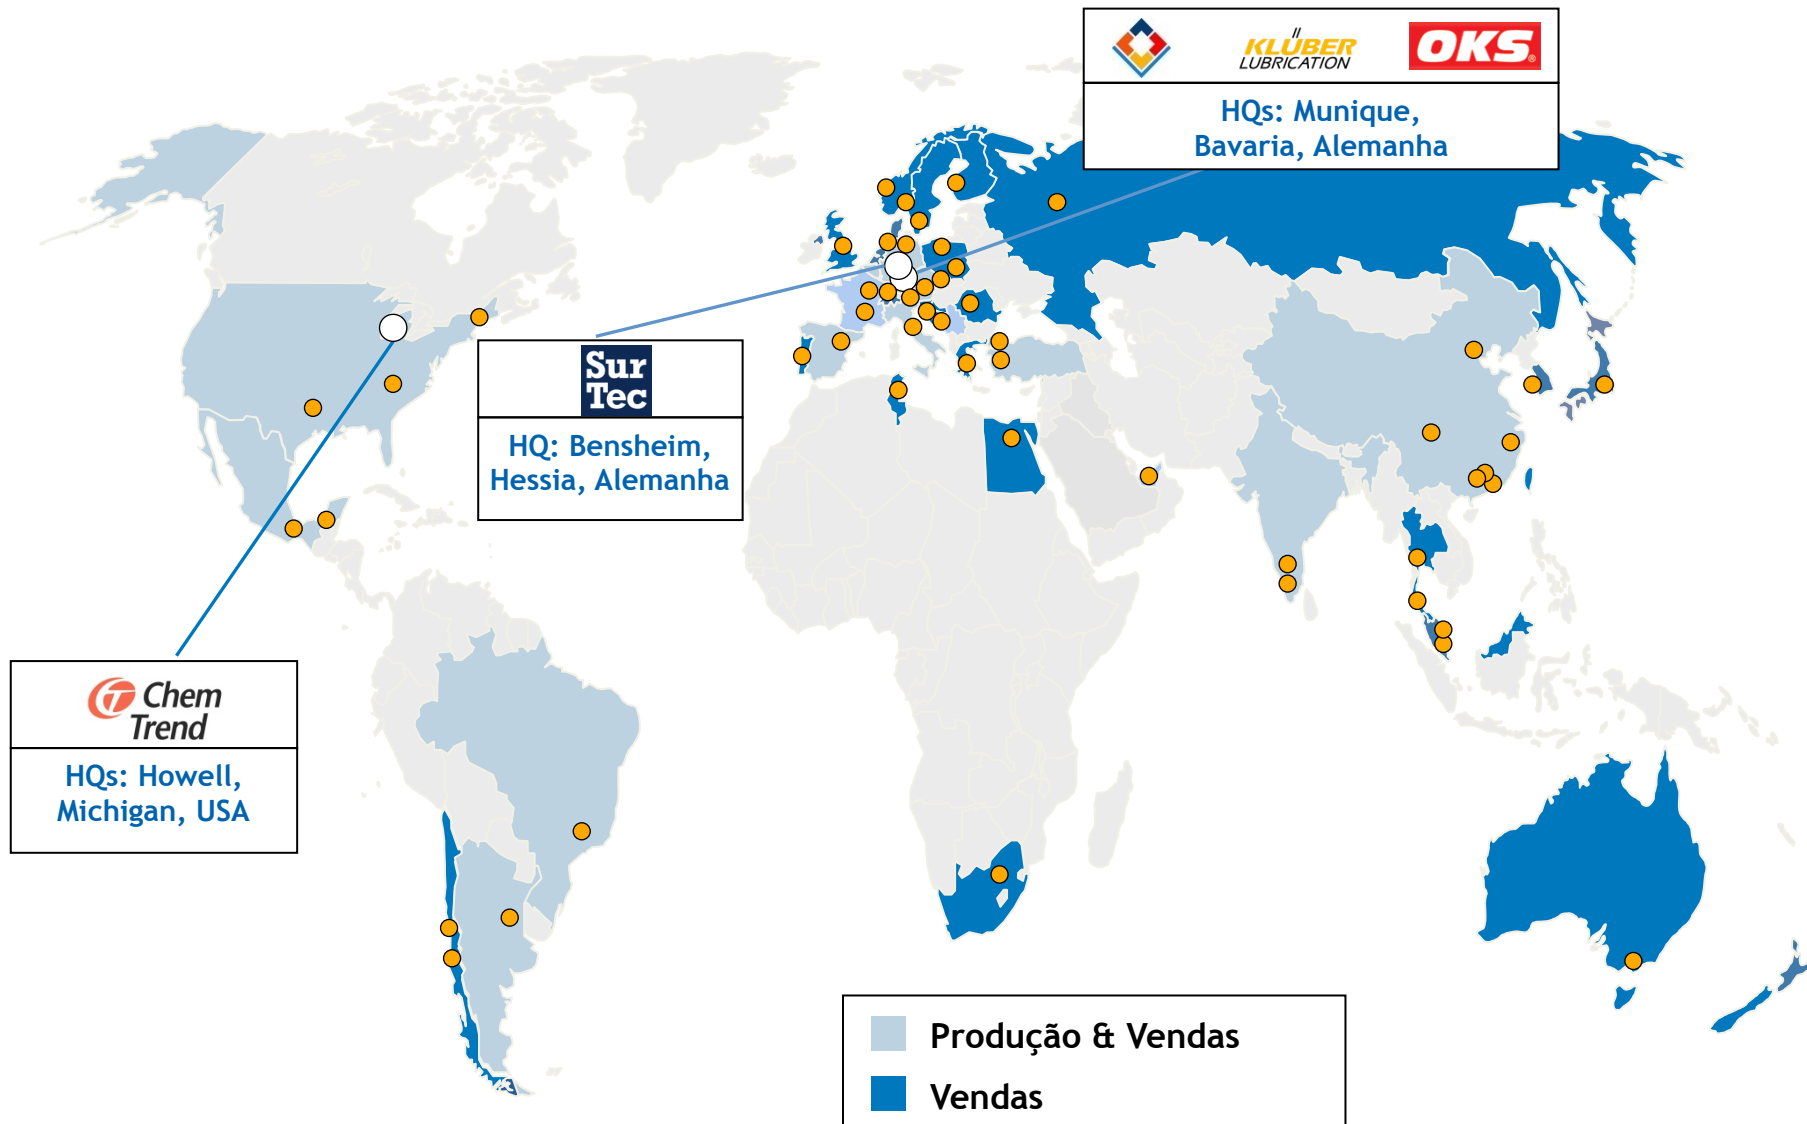 KLÜBER
LUBRICATION
OKS®
HQs: Munique,
Bavaria, Alemanha
Sur
Tec
HQ: Bensheim,
Hessia, Alemanha
Chem
Trend
HQs: Howell,
Michigan, USA
Produção & Vendas
Vendas